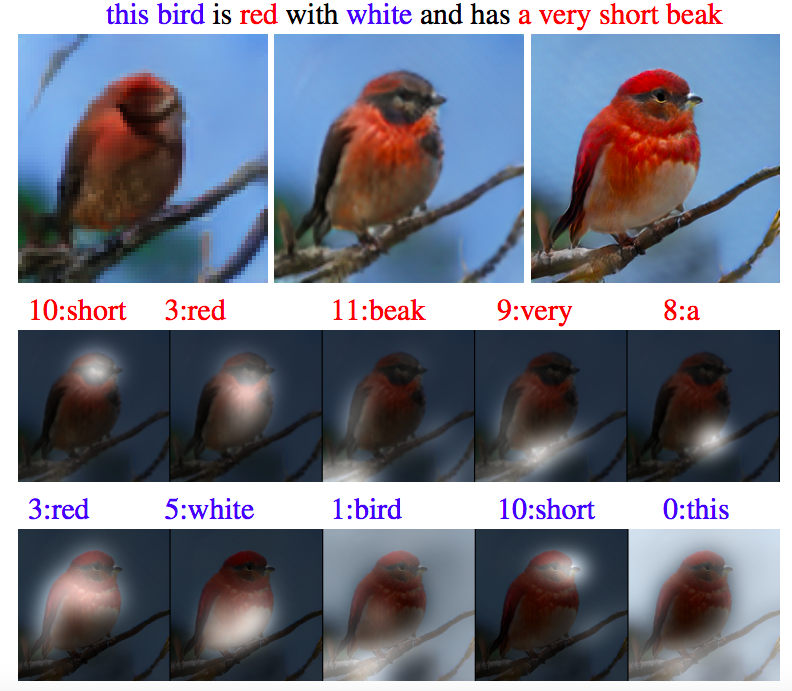 this bird is red with white and has a very short beak
10:short 3:red 11:beak 9:very 8:a
3:red 5:white 1:bird 10:short 0:this